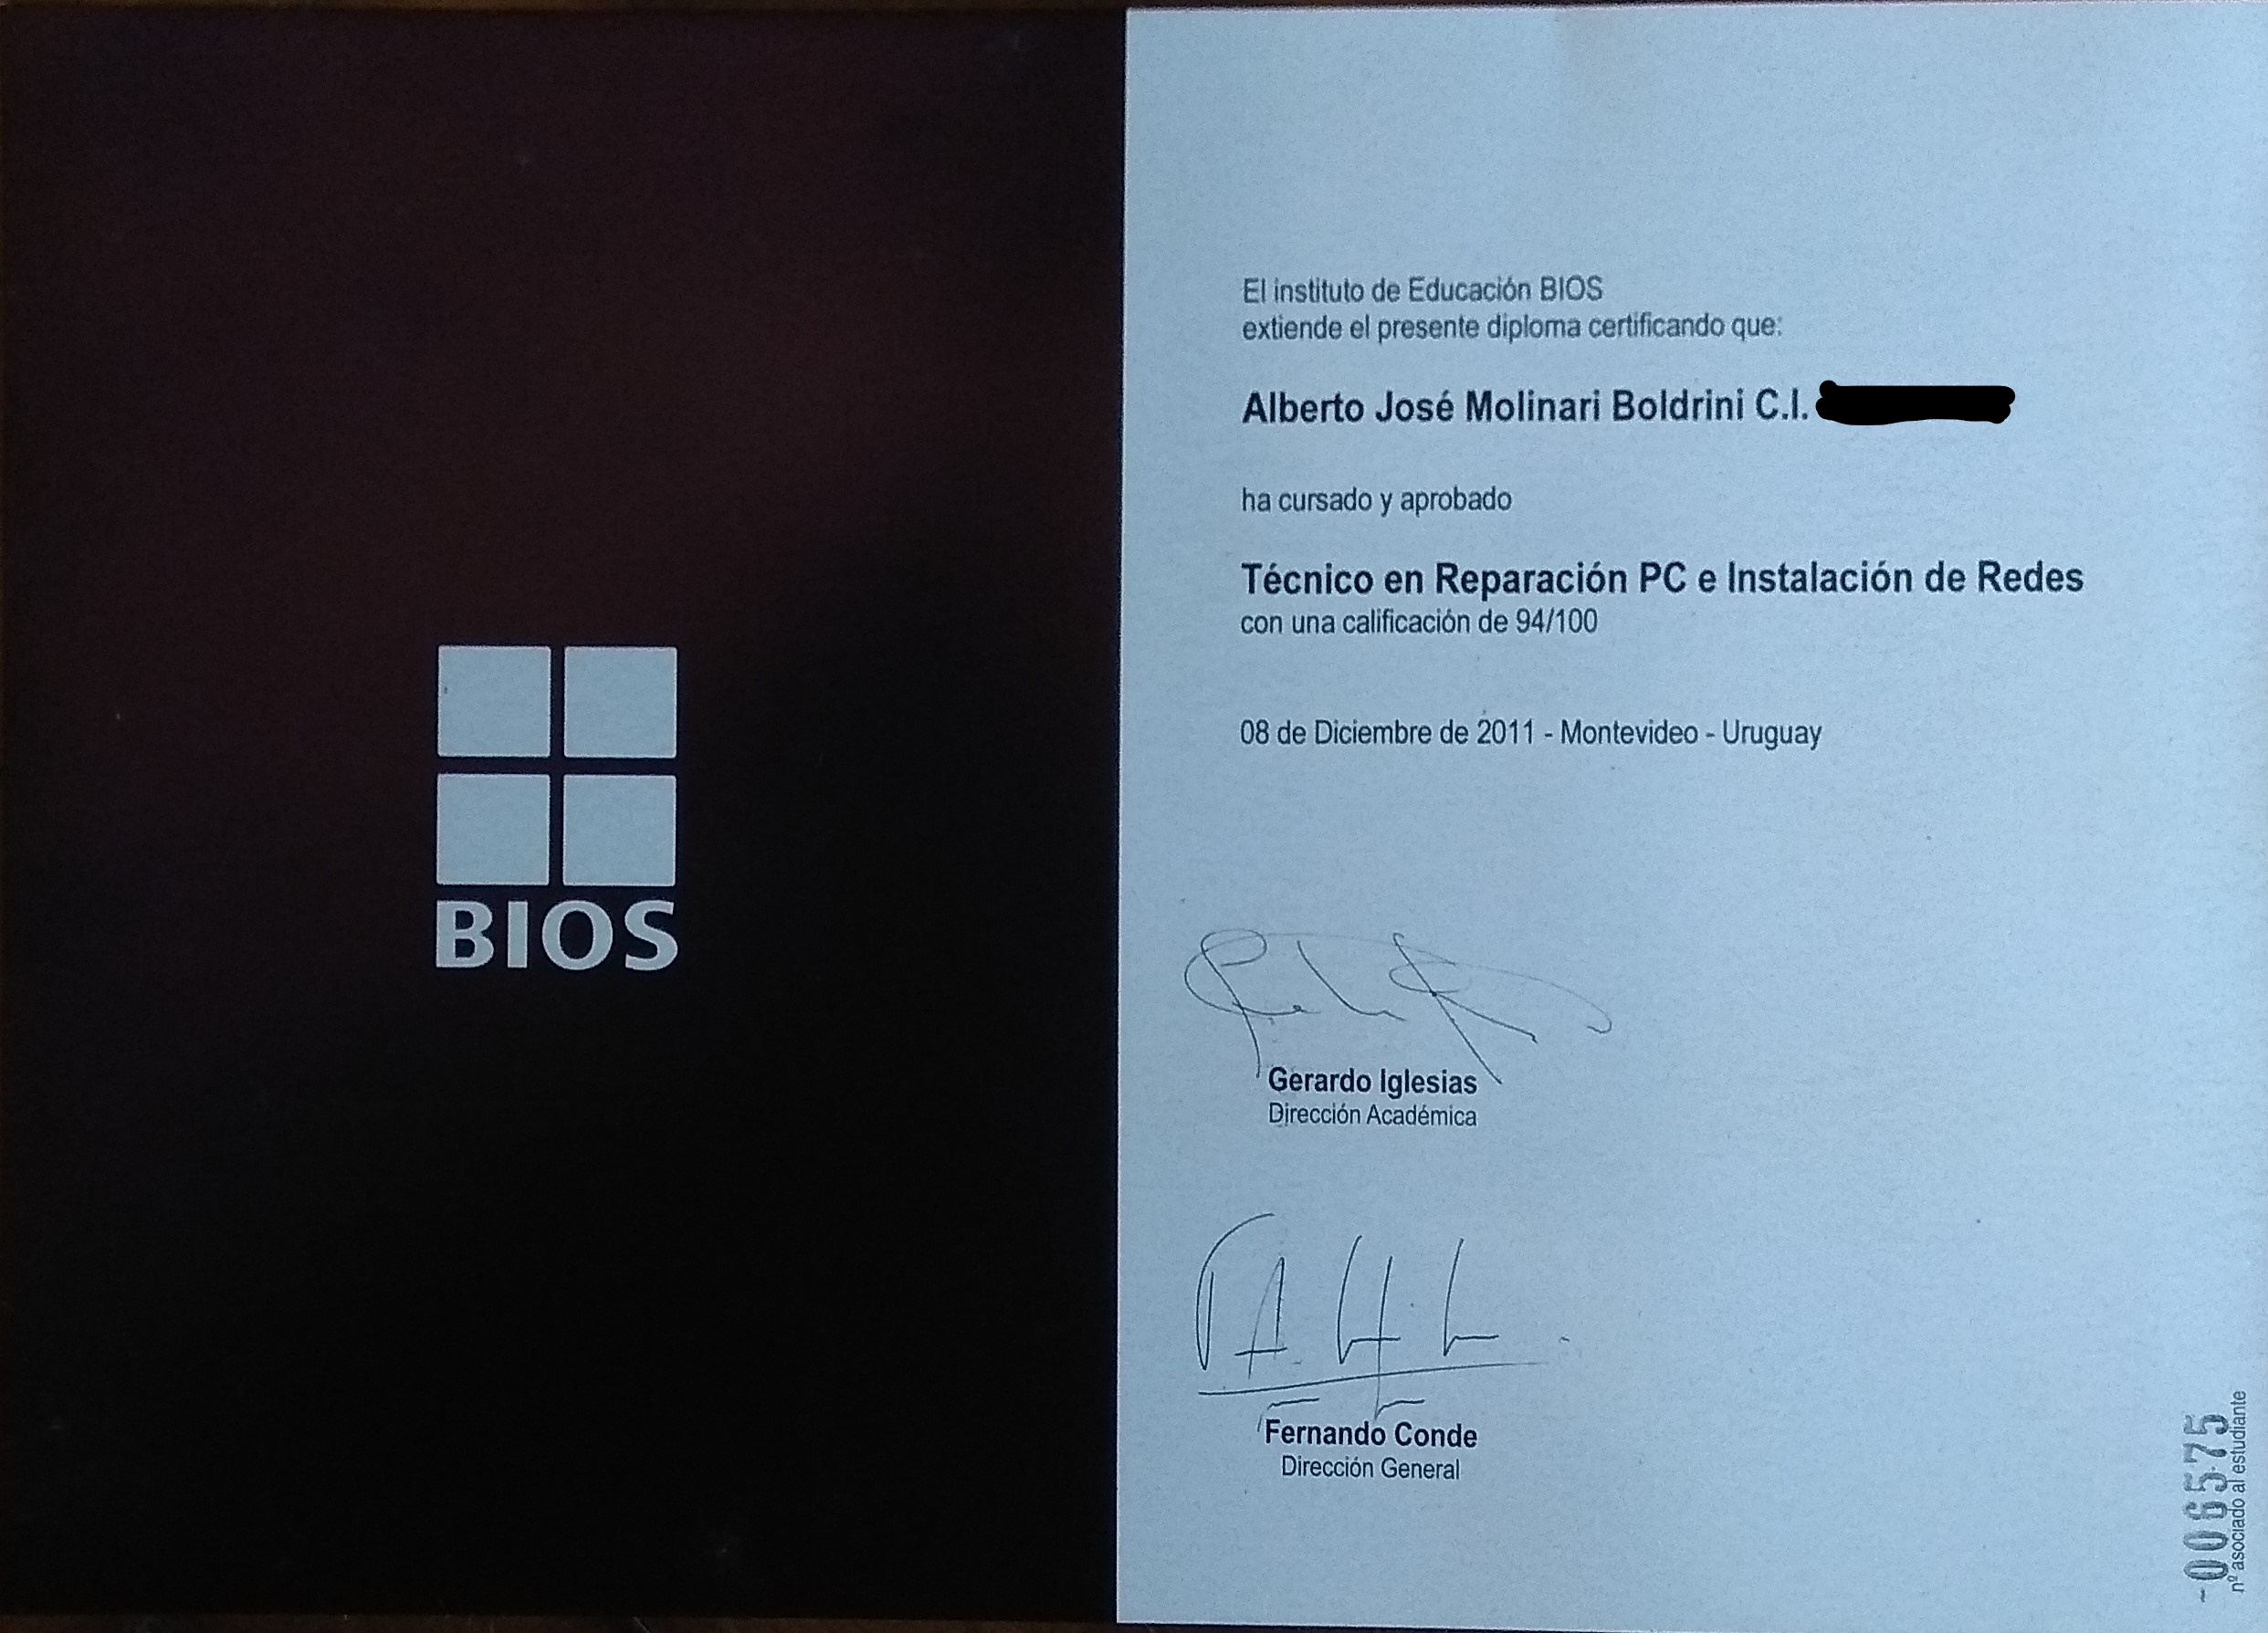 BIOS
El instituto de Educación BIOS
extiende el presente diploma certificando que:
Alberto José Molinari Boldrini C.I.
ha cursado y aprobado
Técnico en Reparación PC e Instalación de Redes
con una calificación de 94/100
08 de Diciembre de 2011 - Montevideo - Uruguay
Gerardo Iglesias
Dirección Académica
Fernando Conde
Dirección General
-006575
nº asociado al estudiante